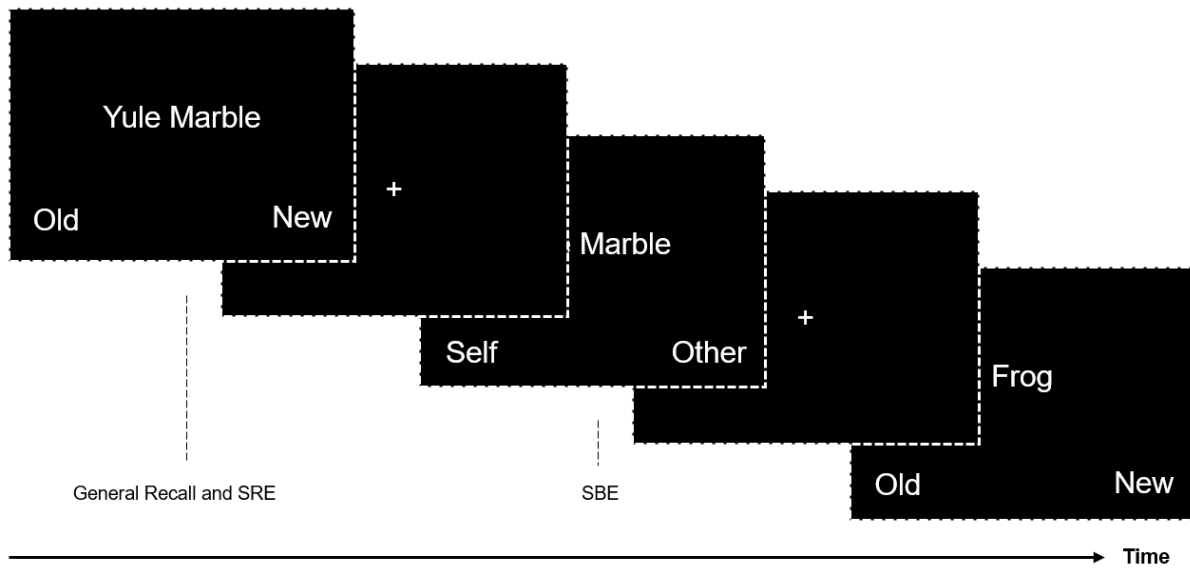 Yule Marble
Old New
+
Marble
Self Other
+
Frog
Old New
General Recall and SRE
SBE
Time